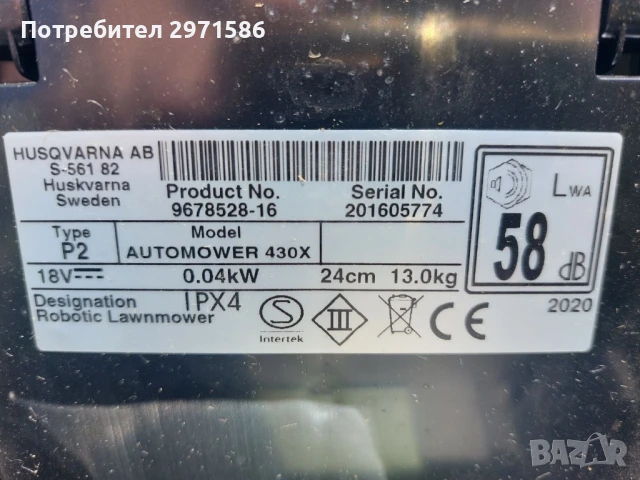 Потребител 2971586
HUSQVARNA AB
S-561 82
Huskvarna
Sweden
Product No.
9678528-16
Serial No.
201605774
LWA
58 dB
Type
P2
Model
AUTOMOWER 430X
18V 0.04kW 24cm 13.0kg
Designation
Robotic Lawnmower
IPX4
S
Intertek
III
CE
2020
BAZAR